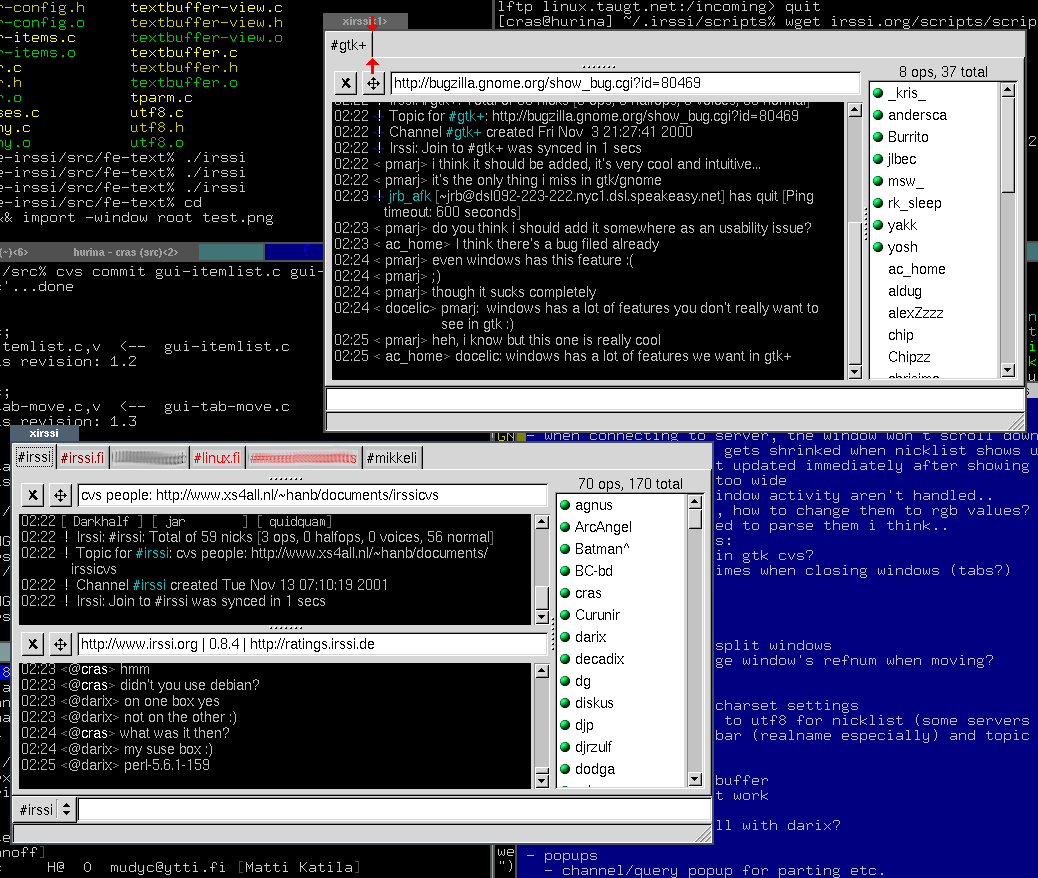 config.h textbuffer-view.c
r-config.o textbuffer-view.h
r-items.c textbuffer-view.o
r-items.o textbuffer.c
r.c textbuffer.h
r.h textbuffer.o
r.o tparm.c
ses.c utf8.c
my.c utf8.h
my.o utf8.o
e-irssi/src/fe-text% ./irssi
e-irssi/src/fe-text% ./irssi
e-irssi/src/fe-text% ./irssi
e-irssi/src/fe-text% cd
&& import -window root test.png
lftp linux.taugt.net:/incoming> quit
[cras@hurina] ~/.irssi/scripts% wget irssi.org/scripts/scrip
xirssi<1>
#gtk+
X
http://bugzilla.gnome.org/show_bug.cgi?id=80469
02:22 ! Topic for #gtk+: http://bugzilla.gnome.org/show_bug.cgi?id=80469
02:22 ! Channel #gtk+ created Fri Nov 3 21:27:41 2000
02:22 ! Irssi: Join to #gtk+ was synced in 1 secs
02:22 < pmarj> i think it should be added, it's very cool and intuitive...
02:22 < pmarj> it's the only thing i miss in gtk/gnome
02:23 ! jrb_afk [~jrb@dsl092-223-222.nyc1.dsl.speakeasy.net] has quit [Ping
timeout: 600 seconds]
02:23 < pmarj> do you think i should add it somewhere as an usability issue?
02:23 < ac_home> I think there's a bug filed already
02:24 < pmarj> even windows has this feature :(
02:24 < pmarj> ;)
02:24 < pmarj> though it sucks completely
02:24 < docelic> pmarj: windows has a lot of features you don't really want to
see in gtk :)
02:25 < pmarj> heh, i know but this one is really cool
02:25 < ac_home> docelic: windows has a lot of features we want in gtk+
8 ops, 37 total
_kris_
andersca
Burrito
jlbec
msw_
rk_sleep
yakk
yosh
ac_home
aldug
alexZzzz
chip
Chipzz
(~)<6> hurina - cras (src)<2>
/src% cvs commit gui-itemlist.c gui-
='...done
=;
temlist.c,v <-- gui-itemlist.c
s revision: 1.2
=;
tab-move.c,v <-- gui-tab-move.c
s revision: 1.3
xirssi
#irssi #irssi.fi #linux.fi #mikkeli
X
cvs people: http://www.xs4all.nl/~hanb/documents/irssicvs
02:22 [ Darkhalf ] [ jar ] [ quidquam]
02:22 ! Irssi: #irssi: Total of 59 nicks [3 ops, 0 halfops, 0 voices, 56 normal]
02:22 ! Topic for #irssi: cvs people: http://www.xs4all.nl/~hanb/documents/
irssicvs
02:22 ! Channel #irssi created Tue Nov 13 07:10:19 2001
02:22 ! Irssi: Join to #irssi was synced in 1 secs
X
http://www.irssi.org | 0.8.4 | http://ratings.irssi.de
02:23 <@cras> hmm
02:23 <@cras> didn't you use debian?
02:23 <@darix> on one box yes
02:23 <@darix> not on the other :)
02:24 <@cras> what was it then?
02:24 <@darix> my suse box :)
02:25 <@darix> perl-5.6.1-159
70 ops, 170 total
agnus
ArcAngel
Batman^
BC-bd
cras
Curunir
darix
decadix
dg
diskus
djp
djrzulf
dodga
#irssi
- when connecting to server, the window won't scroll down
gets shrinked when nicklist shows u
t updated immediately after showing
too wide
indow activity aren't handled..
, how to change them to rgb values?
ed to parse them i think..
s:
in gtk cvs?
imes when closing windows (tabs?)
split windows
ge window's refnum when moving?
charset settings
to utf8 for nicklist (some servers
bar (realname especially) and topic
buffer
t work
ll with darix?
- popups
- channel/query popup for parting etc.
we
")
noff]
H@ 0 mudyc@ytti.fi [Matti Katila]